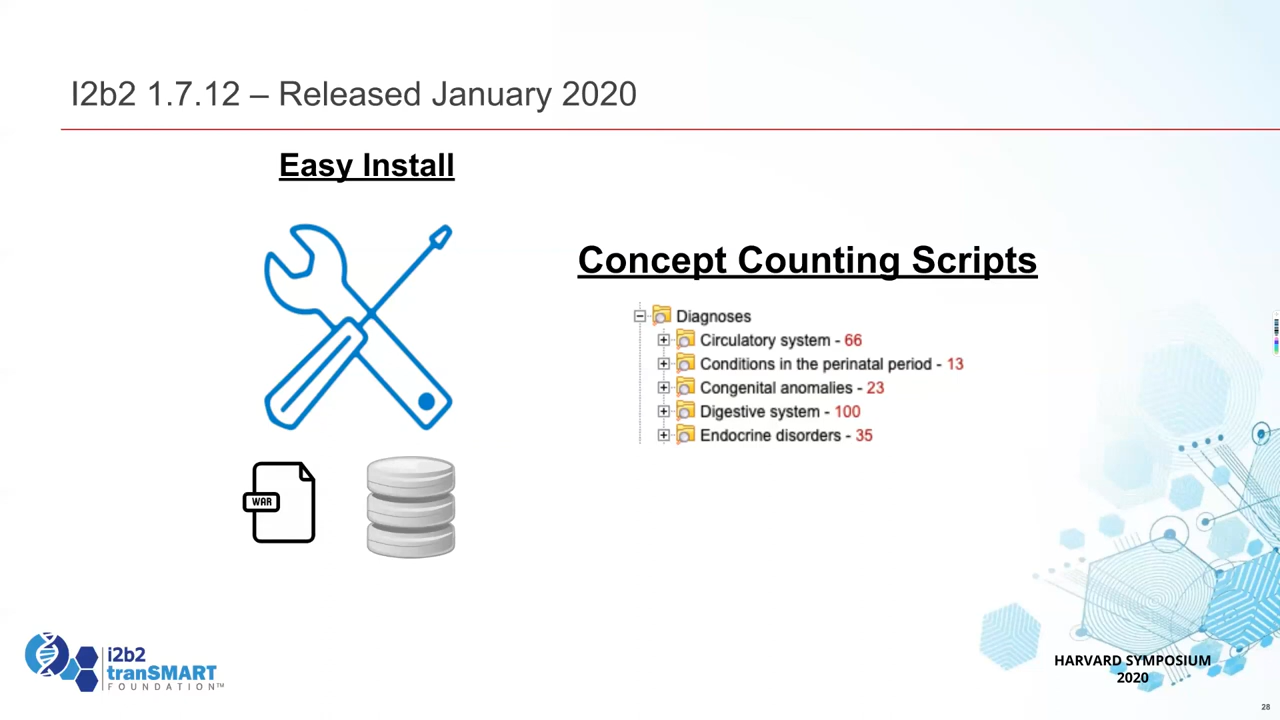 I2b2 1.7.12 – Released January 2020
Easy Install
WAR
Concept Counting Scripts
Diagnoses
Circulatory system - 66
Conditions in the perinatal period - 13
Congenital anomalies - 23
Digestive system - 100
Endocrine disorders - 35
i2b2
tranSMART
FOUNDATION™
HARVARD SYMPOSIUM
2020
28